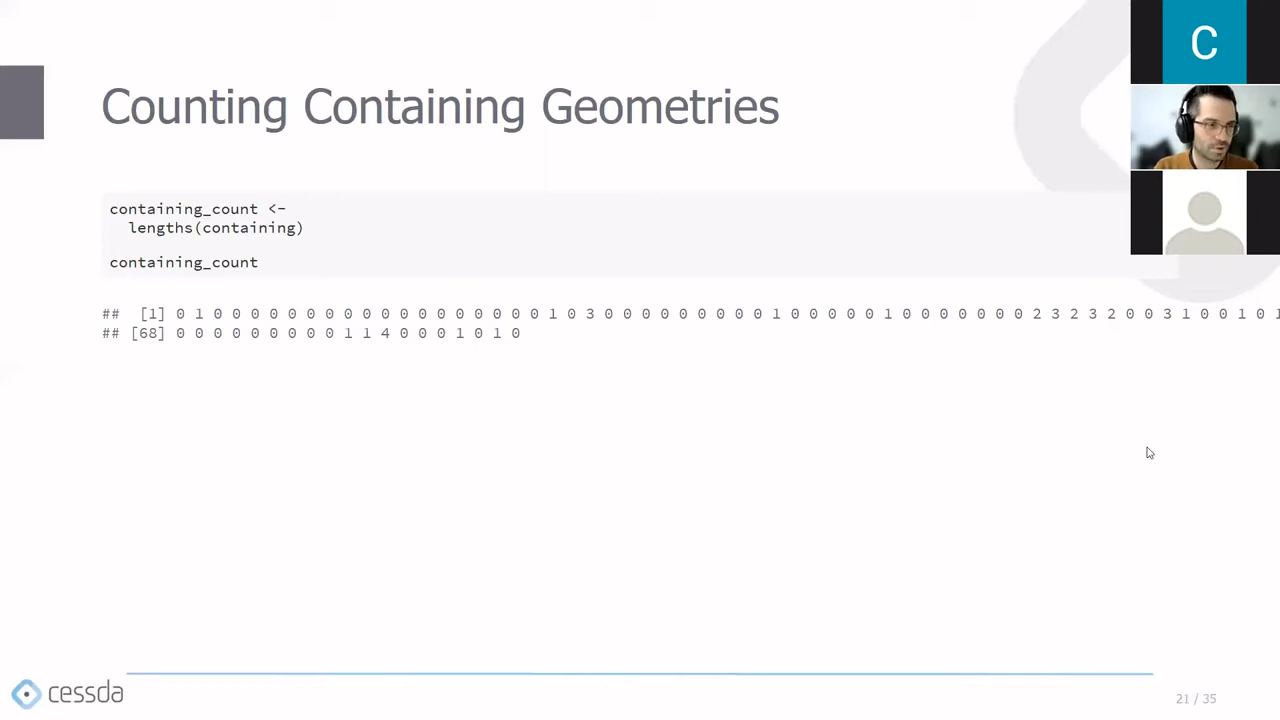 C
Counting Containing Geometries
containing_count <-
lengths(containing)
containing_count
## [1] 0 1 0 0 0 0 0 0 0 0 0 0 0 0 0 0 0 0 0 0 1 0 3 0 0 0 0 0 0 0 0 0 1 0 0 0 0 0 1 0 0 0 0 0 0 0 2 3 2 3 2 0 0 3 1 0 0 1 0 1
## [68] 0 0 0 0 0 0 0 0 0 1 1 4 0 0 0 1 0 1 0
cessda
21 / 35